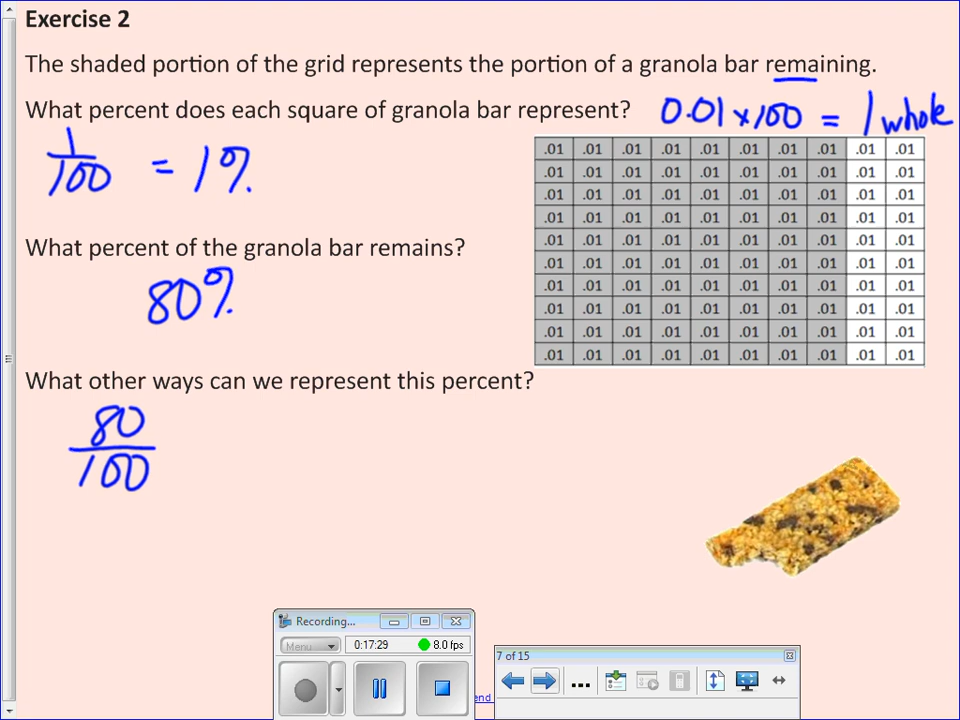 Exercise 2
The shaded portion of the grid represents the portion of a granola bar remaining.
What percent does each square of granola bar represent? 0.01 × 100 = 1 whole
1/100 = 1%
.01 .01 .01 .01 .01 .01 .01 .01 .01 .01
.01 .01 .01 .01 .01 .01 .01 .01 .01 .01
.01 .01 .01 .01 .01 .01 .01 .01 .01 .01
.01 .01 .01 .01 .01 .01 .01 .01 .01 .01
.01 .01 .01 .01 .01 .01 .01 .01 .01 .01
.01 .01 .01 .01 .01 .01 .01 .01 .01 .01
.01 .01 .01 .01 .01 .01 .01 .01 .01 .01
.01 .01 .01 .01 .01 .01 .01 .01 .01 .01
.01 .01 .01 .01 .01 .01 .01 .01 .01 .01
.01 .01 .01 .01 .01 .01 .01 .01 .01 .01
What percent of the granola bar remains?
80%
What other ways can we represent this percent?
80/100
Recording...
Menu 0:17:29 8.0 fps
7 of 15
end